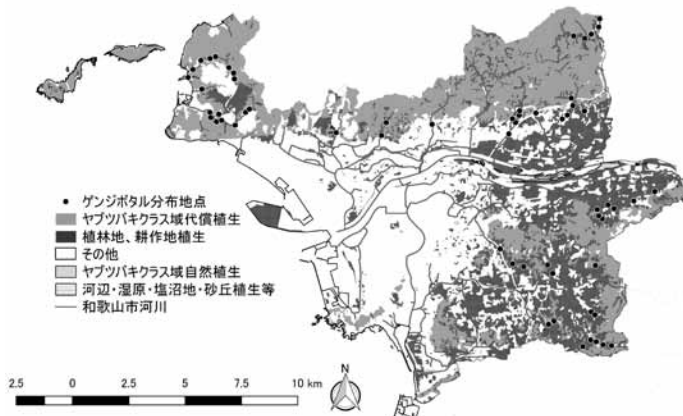 ゲンジボタル分布地点
ヤブツバキクラス域代償植生
植林地、耕作地植生
その他
ヤブツバキクラス域自然植生
河辺・湿原・塩沼地・砂丘植生等
和歌山市河川
2.5 0 2.5 5 7.5 10 km
N